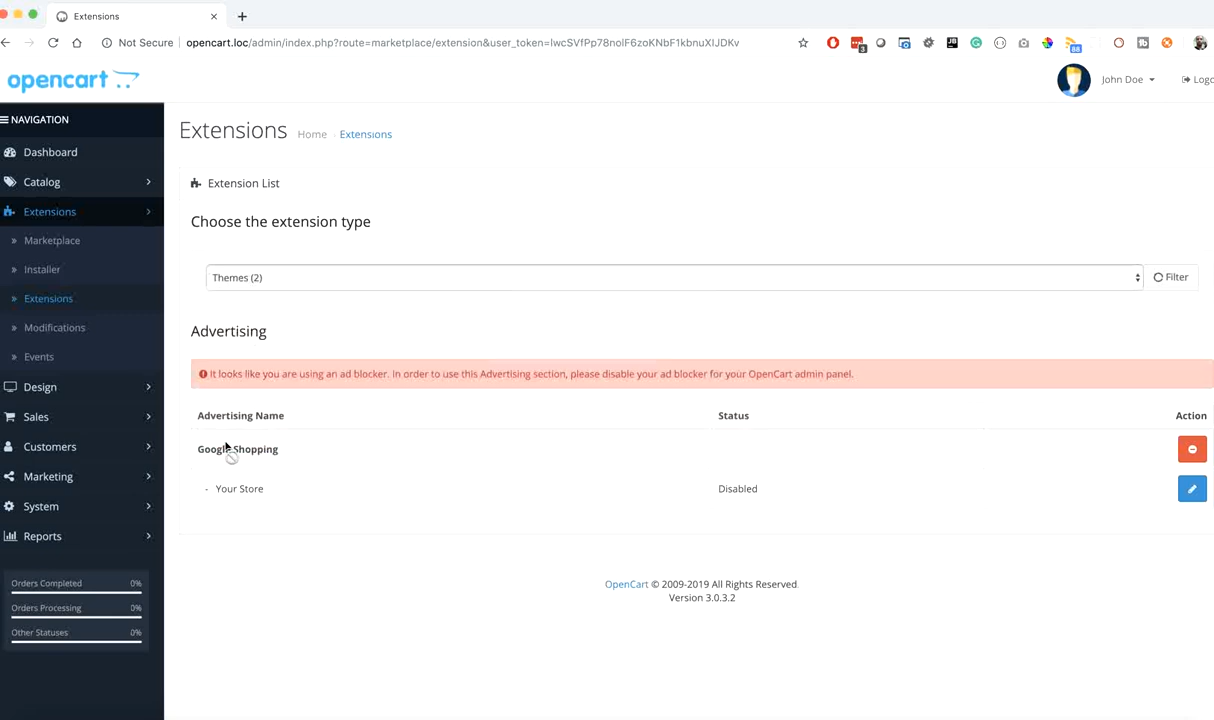 Extensions
Not Secure
opencart.loc/admin/index.php?route=marketplace/extension&user_token=lwcSVfPp78nolF6zoKNbF1kbnuXlJDKv
3
JB
88
opencart
John Doe
Logo
NAVIGATION
Dashboard
Catalog
Extensions
Marketplace
Installer
Extensions
Modifications
Events
Design
Sales
Customers
Marketing
System
Reports
Orders Completed 0%
Orders Processing 0%
Other Statuses 0%
Extensions Home Extensions
Extension List
Choose the extension type
Themes (2)
Filter
Advertising
It looks like you are using an ad blocker. In order to use this Advertising section, please disable your ad blocker for your OpenCart admin panel.
Advertising Name Status Action
Google Shopping
- Your Store Disabled
OpenCart © 2009-2019 All Rights Reserved.
Version 3.0.3.2